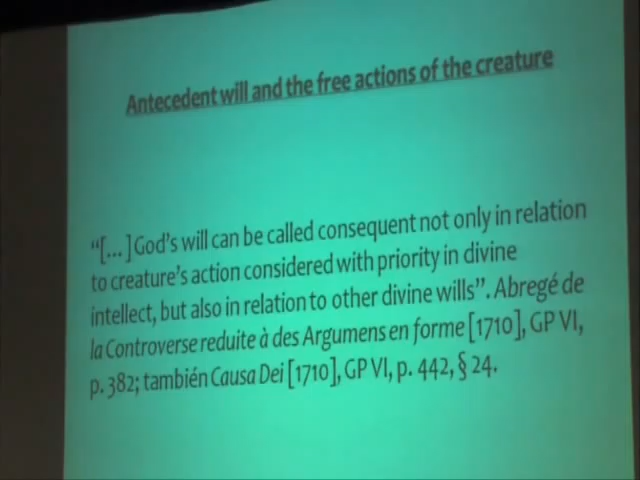 Antecedent will and the free actions of the creature
“[...] God’s will can be called consequent not only in relation
to creature’s action considered with priority in divine
intellect, but also in relation to other divine wills”. Abregé de
la Controverse reduite à des Argumens en forme [1710], GP VI,
p. 382; también Causa Dei [1710], GP VI, p. 442, § 24.